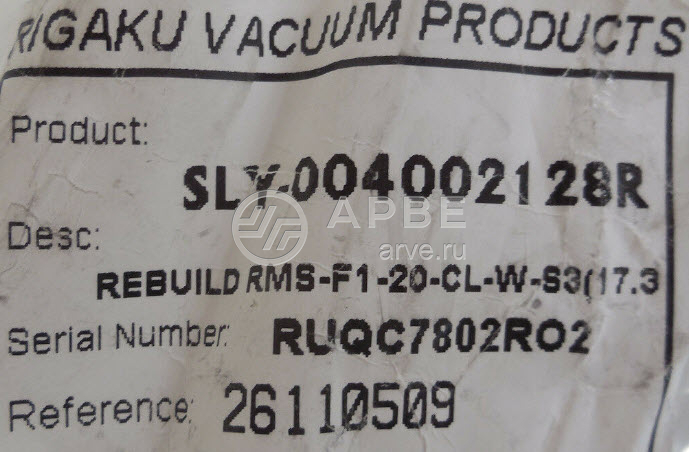 RIGAKU VACUUM PRODUCTS
Product:
SLY-004002128R
АРВЕ
arve.ru
Desc:
REBUILD RMS-F1-20-CL-W-S3(17.3
Serial Number: RUQC7802RO2
Reference: 26110509